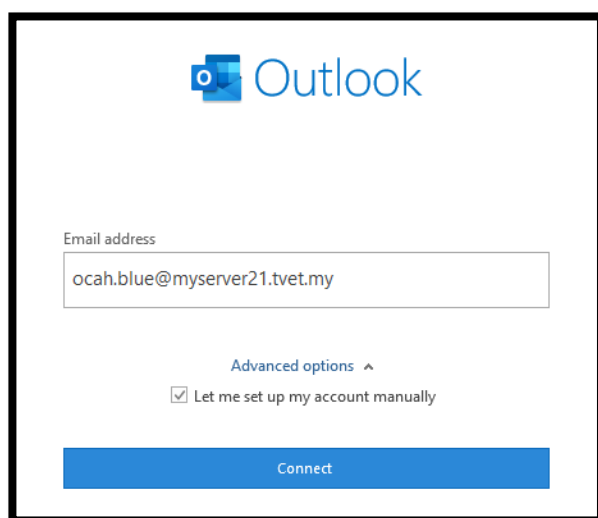 Outlook
Email address
ocah.blue@myserver21.tvet.my
Advanced options
Let me set up my account manually
Connect